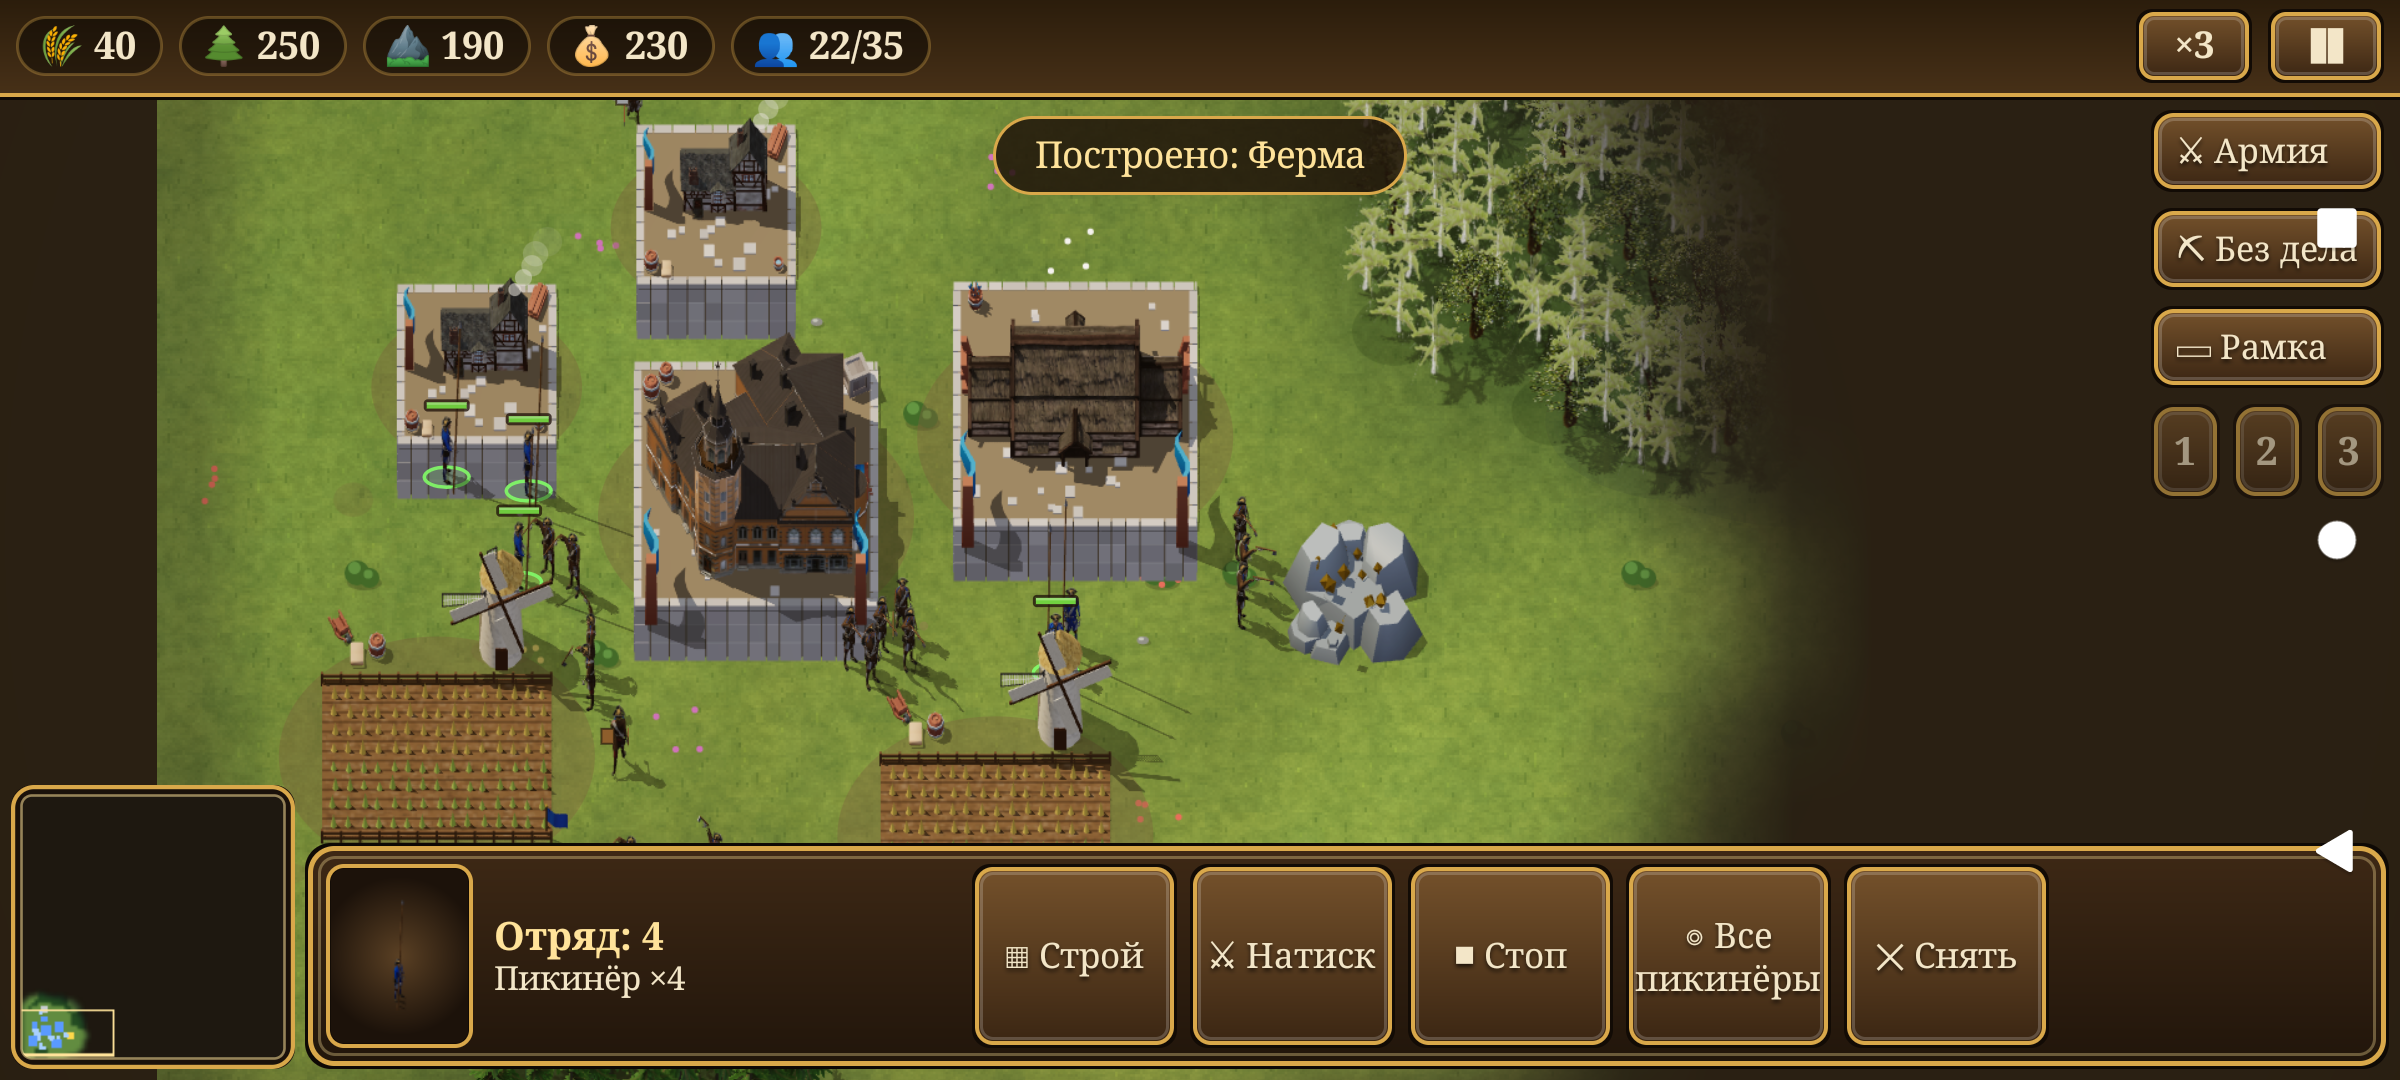 40
250
190
230
22/35
×3
Построено: Ферма
Армия
Без дела
Рамка
1 2 3
Отряд: 4
Пикинёр ×4
Строй
Натиск
Стоп
Все
пикинёры
Снять